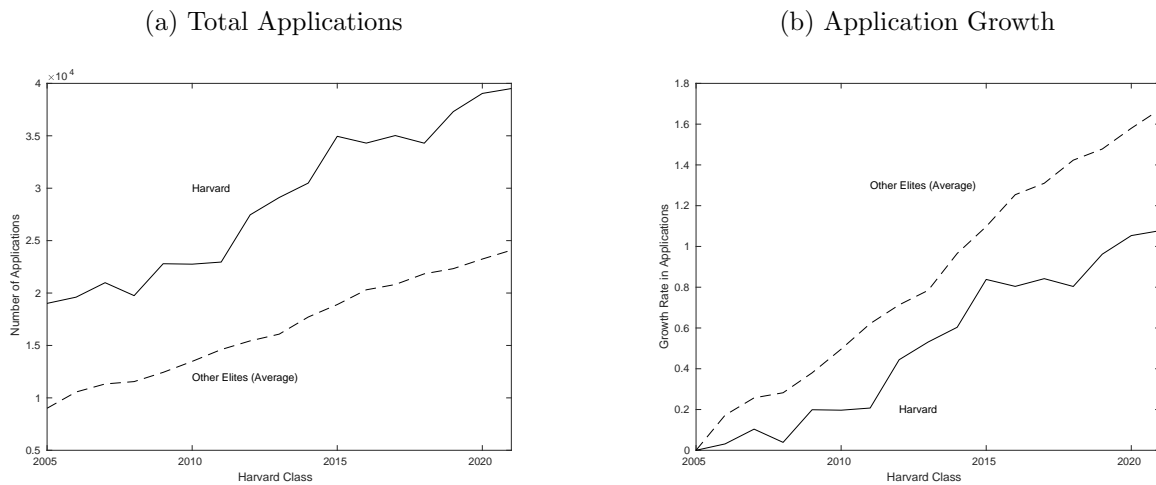 (a) Total Applications
×10⁴
4
3.5
3
2.5
2
1.5
1
0.5
Number of Applications
Harvard
Other Elites (Average)
2005 2010 2015 2020
Harvard Class
(b) Application Growth
1.8
1.6
1.4
1.2
1
0.8
0.6
0.4
0.2
0
Growth Rate in Applications
Other Elites (Average)
Harvard
2005 2010 2015 2020
Harvard Class